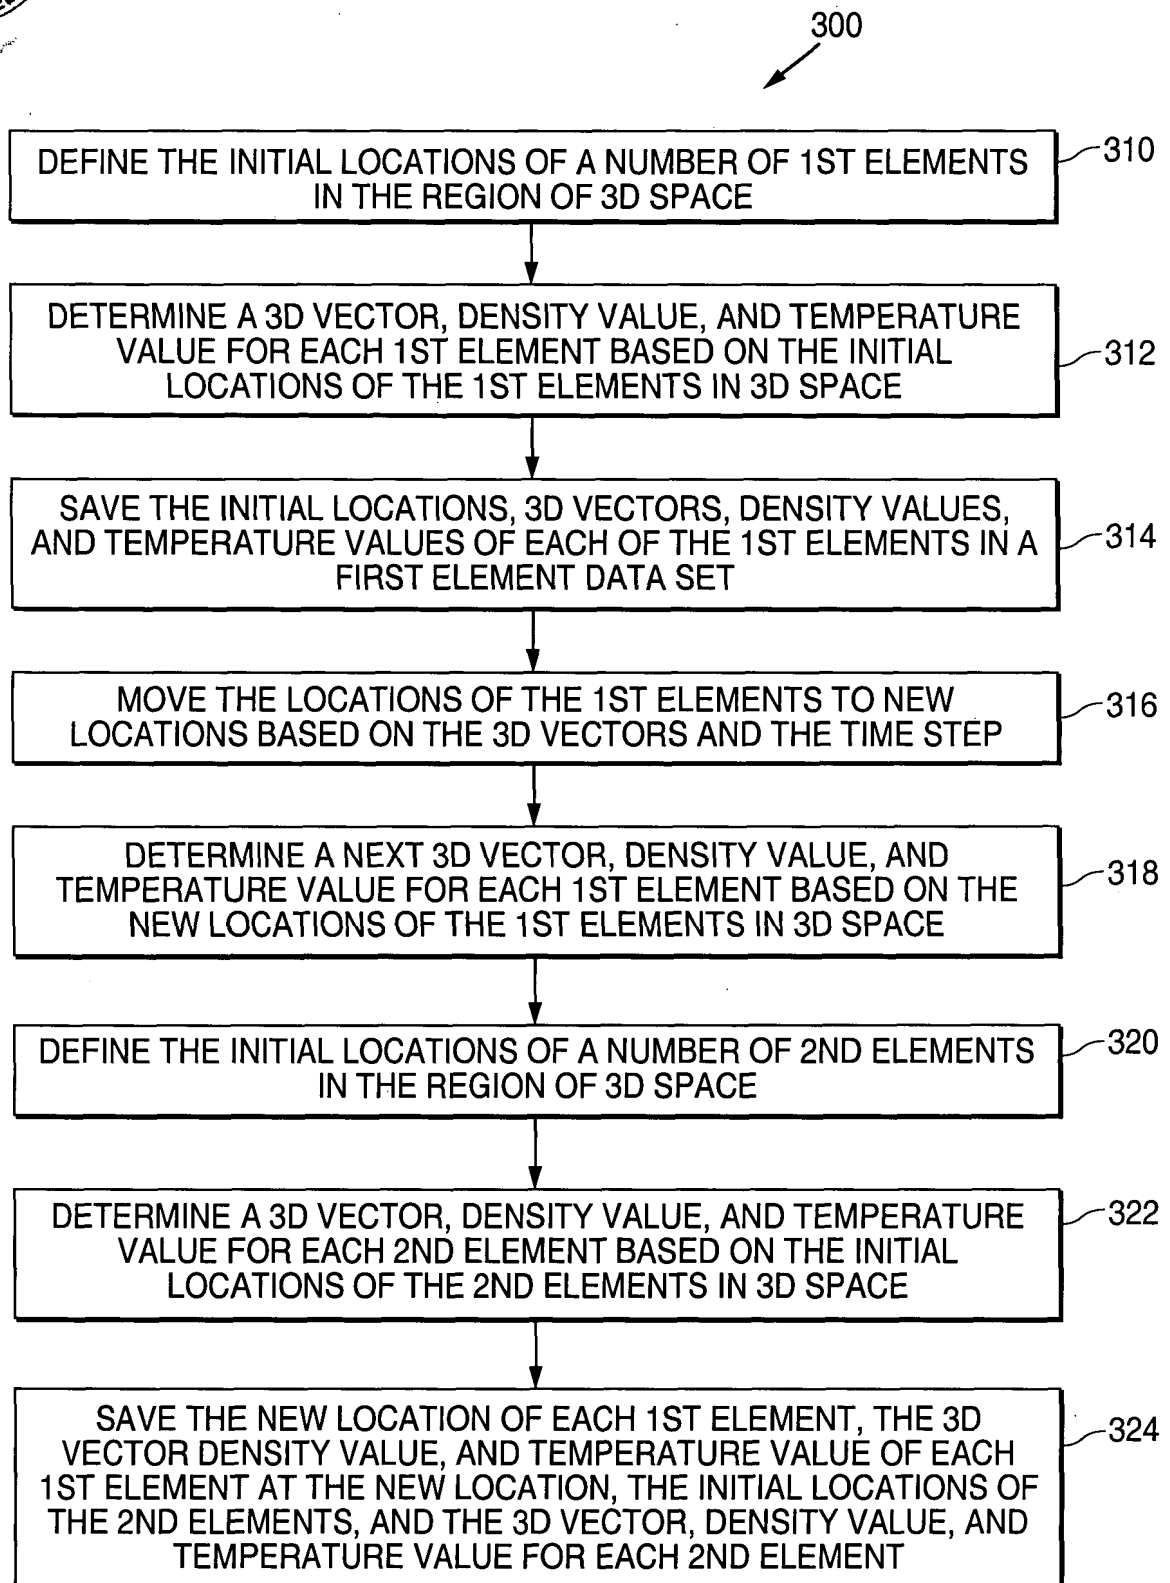 300
DEFINE THE INITIAL LOCATIONS OF A NUMBER OF 1ST ELEMENTS
IN THE REGION OF 3D SPACE
310
DETERMINE A 3D VECTOR, DENSITY VALUE, AND TEMPERATURE
VALUE FOR EACH 1ST ELEMENT BASED ON THE INITIAL
LOCATIONS OF THE 1ST ELEMENTS IN 3D SPACE
312
SAVE THE INITIAL LOCATIONS, 3D VECTORS, DENSITY VALUES,
AND TEMPERATURE VALUES OF EACH OF THE 1ST ELEMENTS IN A
FIRST ELEMENT DATA SET
314
MOVE THE LOCATIONS OF THE 1ST ELEMENTS TO NEW
LOCATIONS BASED ON THE 3D VECTORS AND THE TIME STEP
316
DETERMINE A NEXT 3D VECTOR, DENSITY VALUE, AND
TEMPERATURE VALUE FOR EACH 1ST ELEMENT BASED ON THE
NEW LOCATIONS OF THE 1ST ELEMENTS IN 3D SPACE
318
DEFINE THE INITIAL LOCATIONS OF A NUMBER OF 2ND ELEMENTS
IN THE REGION OF 3D SPACE
320
DETERMINE A 3D VECTOR, DENSITY VALUE, AND TEMPERATURE
VALUE FOR EACH 2ND ELEMENT BASED ON THE INITIAL
LOCATIONS OF THE 2ND ELEMENTS IN 3D SPACE
322
SAVE THE NEW LOCATION OF EACH 1ST ELEMENT, THE 3D
VECTOR DENSITY VALUE, AND TEMPERATURE VALUE OF EACH
1ST ELEMENT AT THE NEW LOCATION, THE INITIAL LOCATIONS OF
THE 2ND ELEMENTS, AND THE 3D VECTOR, DENSITY VALUE, AND
TEMPERATURE VALUE FOR EACH 2ND ELEMENT
324